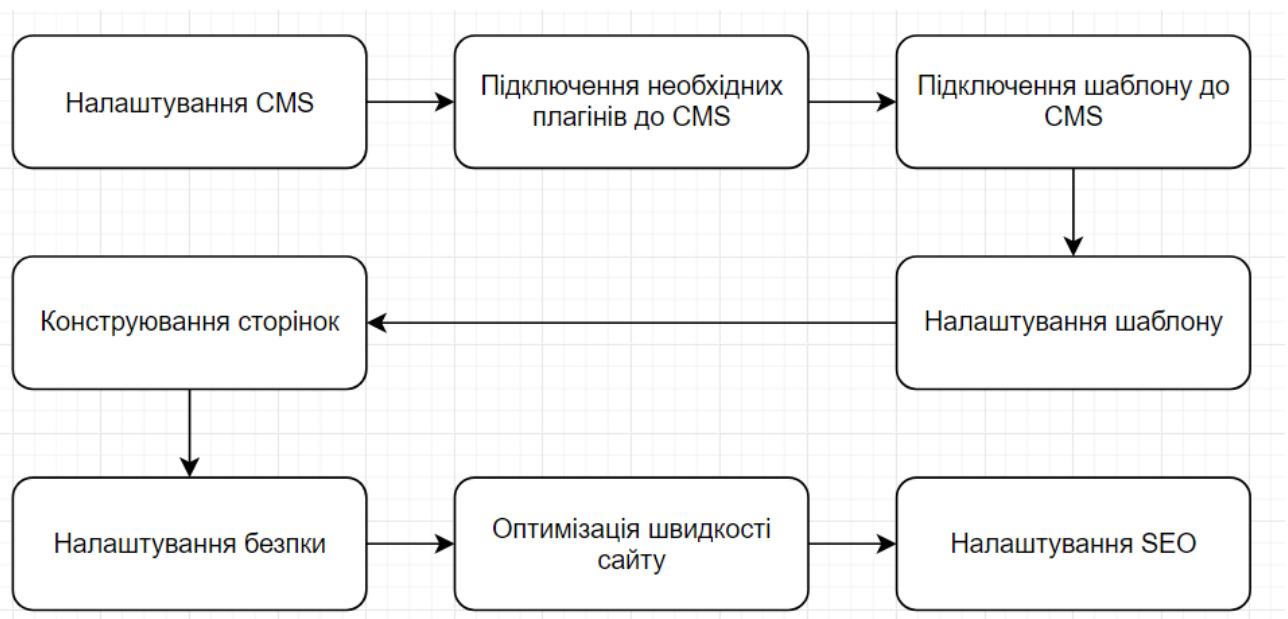 Налаштування CMS
Підключення необхідних
плагінів до CMS
Підключення шаблону до
CMS
Конструювання сторінок
Налаштування шаблону
Налаштування безпки
Оптимізація швидкості
сайту
Налаштування SEO